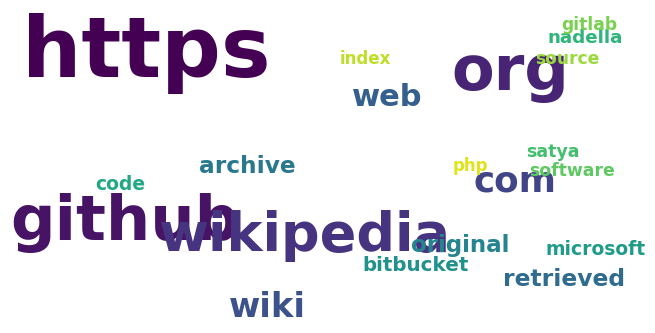 https
org
gitlab
nadella
index
source
web
archive
satya
php
software
code
com
github
wikipedia
original
microsoft
bitbucket
retrieved
wiki